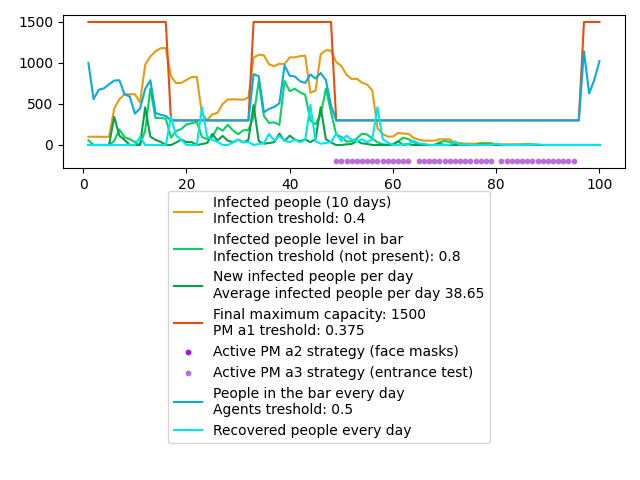 1500
1000
500
0
0
20
40
60
80
100
Infected people (10 days)
Infection treshold: 0.4
Infected people level in bar
Infection treshold (not present): 0.8
New infected people per day
Average infected people per day 38.65
Final maximum capacity: 1500
PM a1 treshold: 0.375
Active PM a2 strategy (face masks)
Active PM a3 strategy (entrance test)
People in the bar every day
Agents treshold: 0.5
Recovered people every day